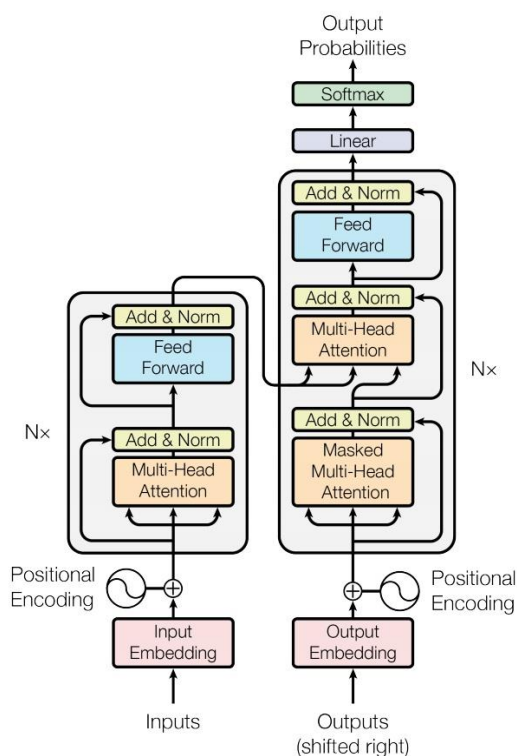 Output
Probabilities
Softmax
Linear
Add & Norm
Feed
Forward
Add & Norm
Multi-Head
Attention
Add & Norm
Masked
Multi-Head
Attention
N×
Add & Norm
Feed
Forward
Add & Norm
Multi-Head
Attention
N×
Positional
Encoding
Positional
Encoding
Input
Embedding
Output
Embedding
Inputs
Outputs
(shifted right)